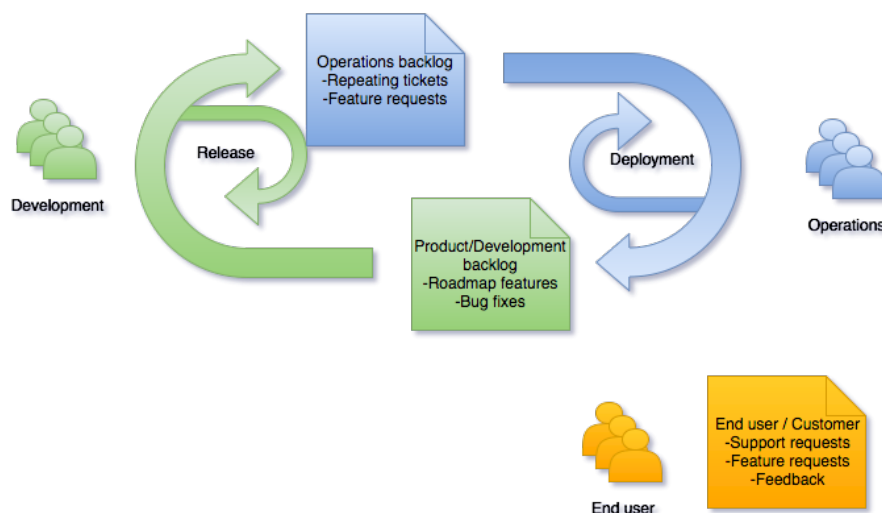 Operations backlog
-Repeating tickets
-Feature requests
Release
Deployment
Development
Operations
Product/Development
backlog
-Roadmap features
-Bug fixes
End user / Customer
-Support requests
-Feature requests
-Feedback
End user